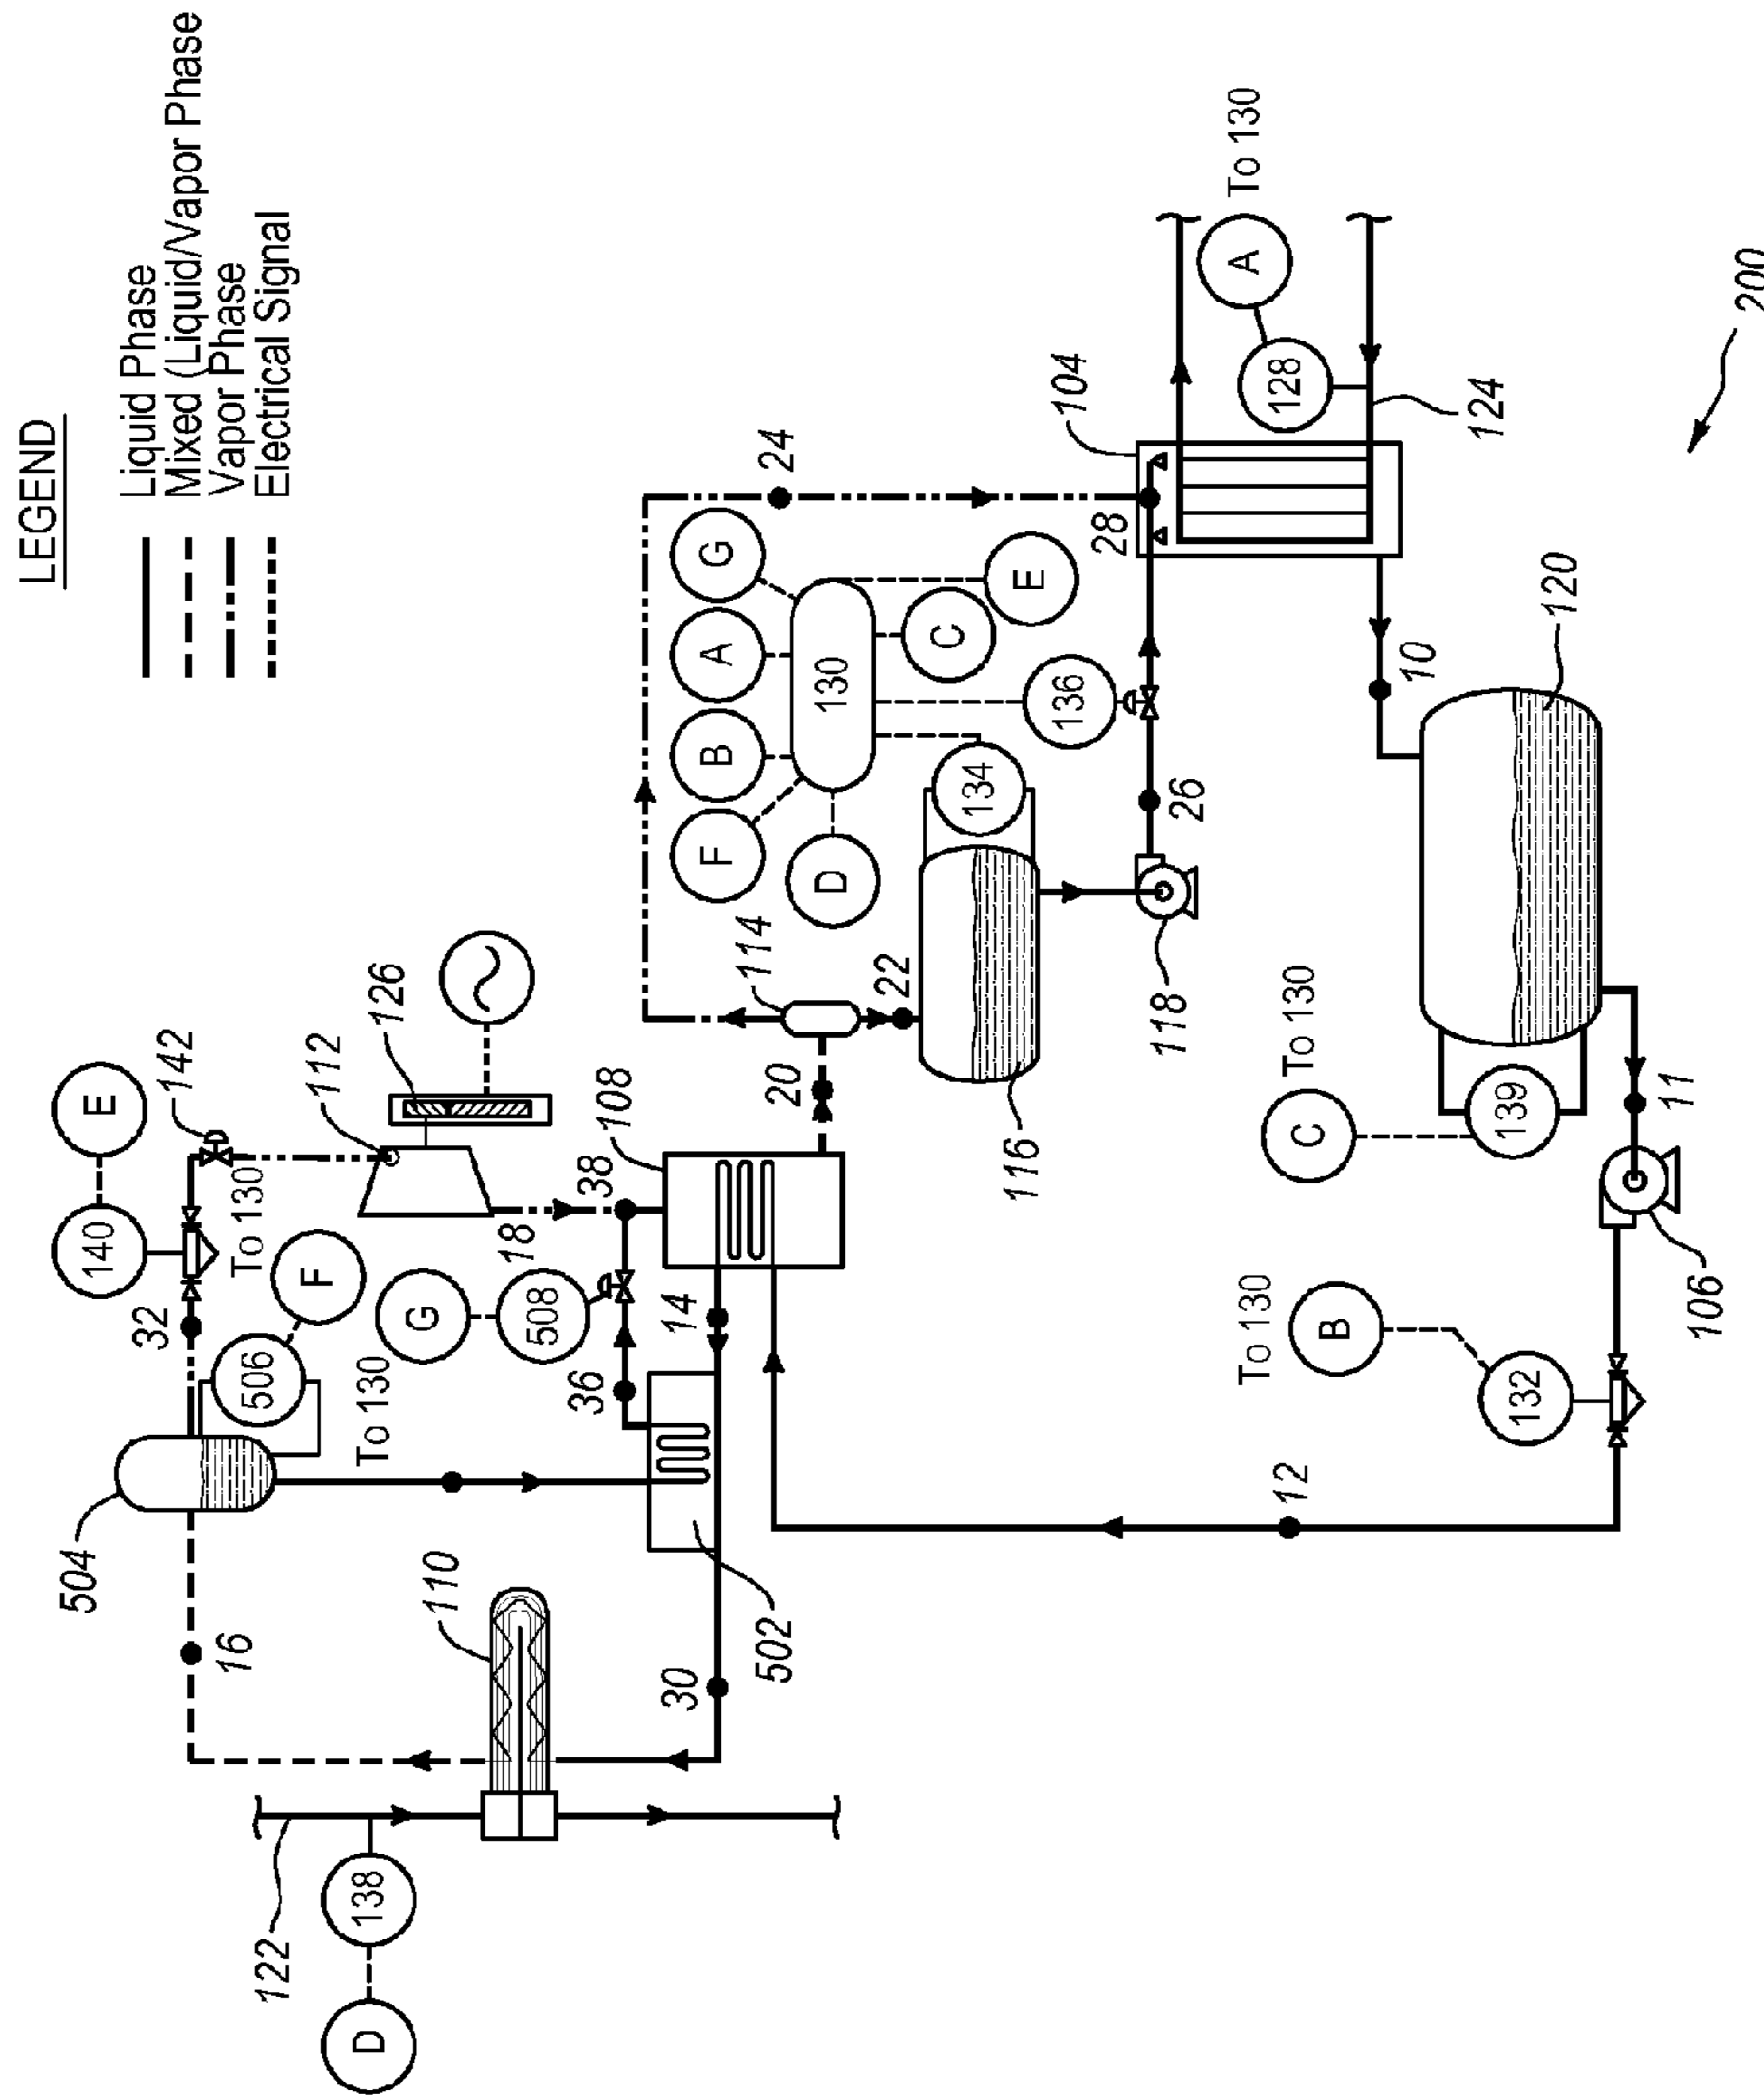 LEGEND
Liquid Phase
Mixed (Liquid/Vapor Phase
Vapor Phase
Electrical Signal
E
142
112
126
140
32
To 130
F
506
To 130
504
16
G
508
18
38
108
36
14
110
502
30
122
138
D
20
114
22
116
118
24
G
A
B
F
D
130
C
E
134
136
26
28
104
A
To 130
128
124
10
120
C
To 130
139
11
106
B
To 130
132
12
200